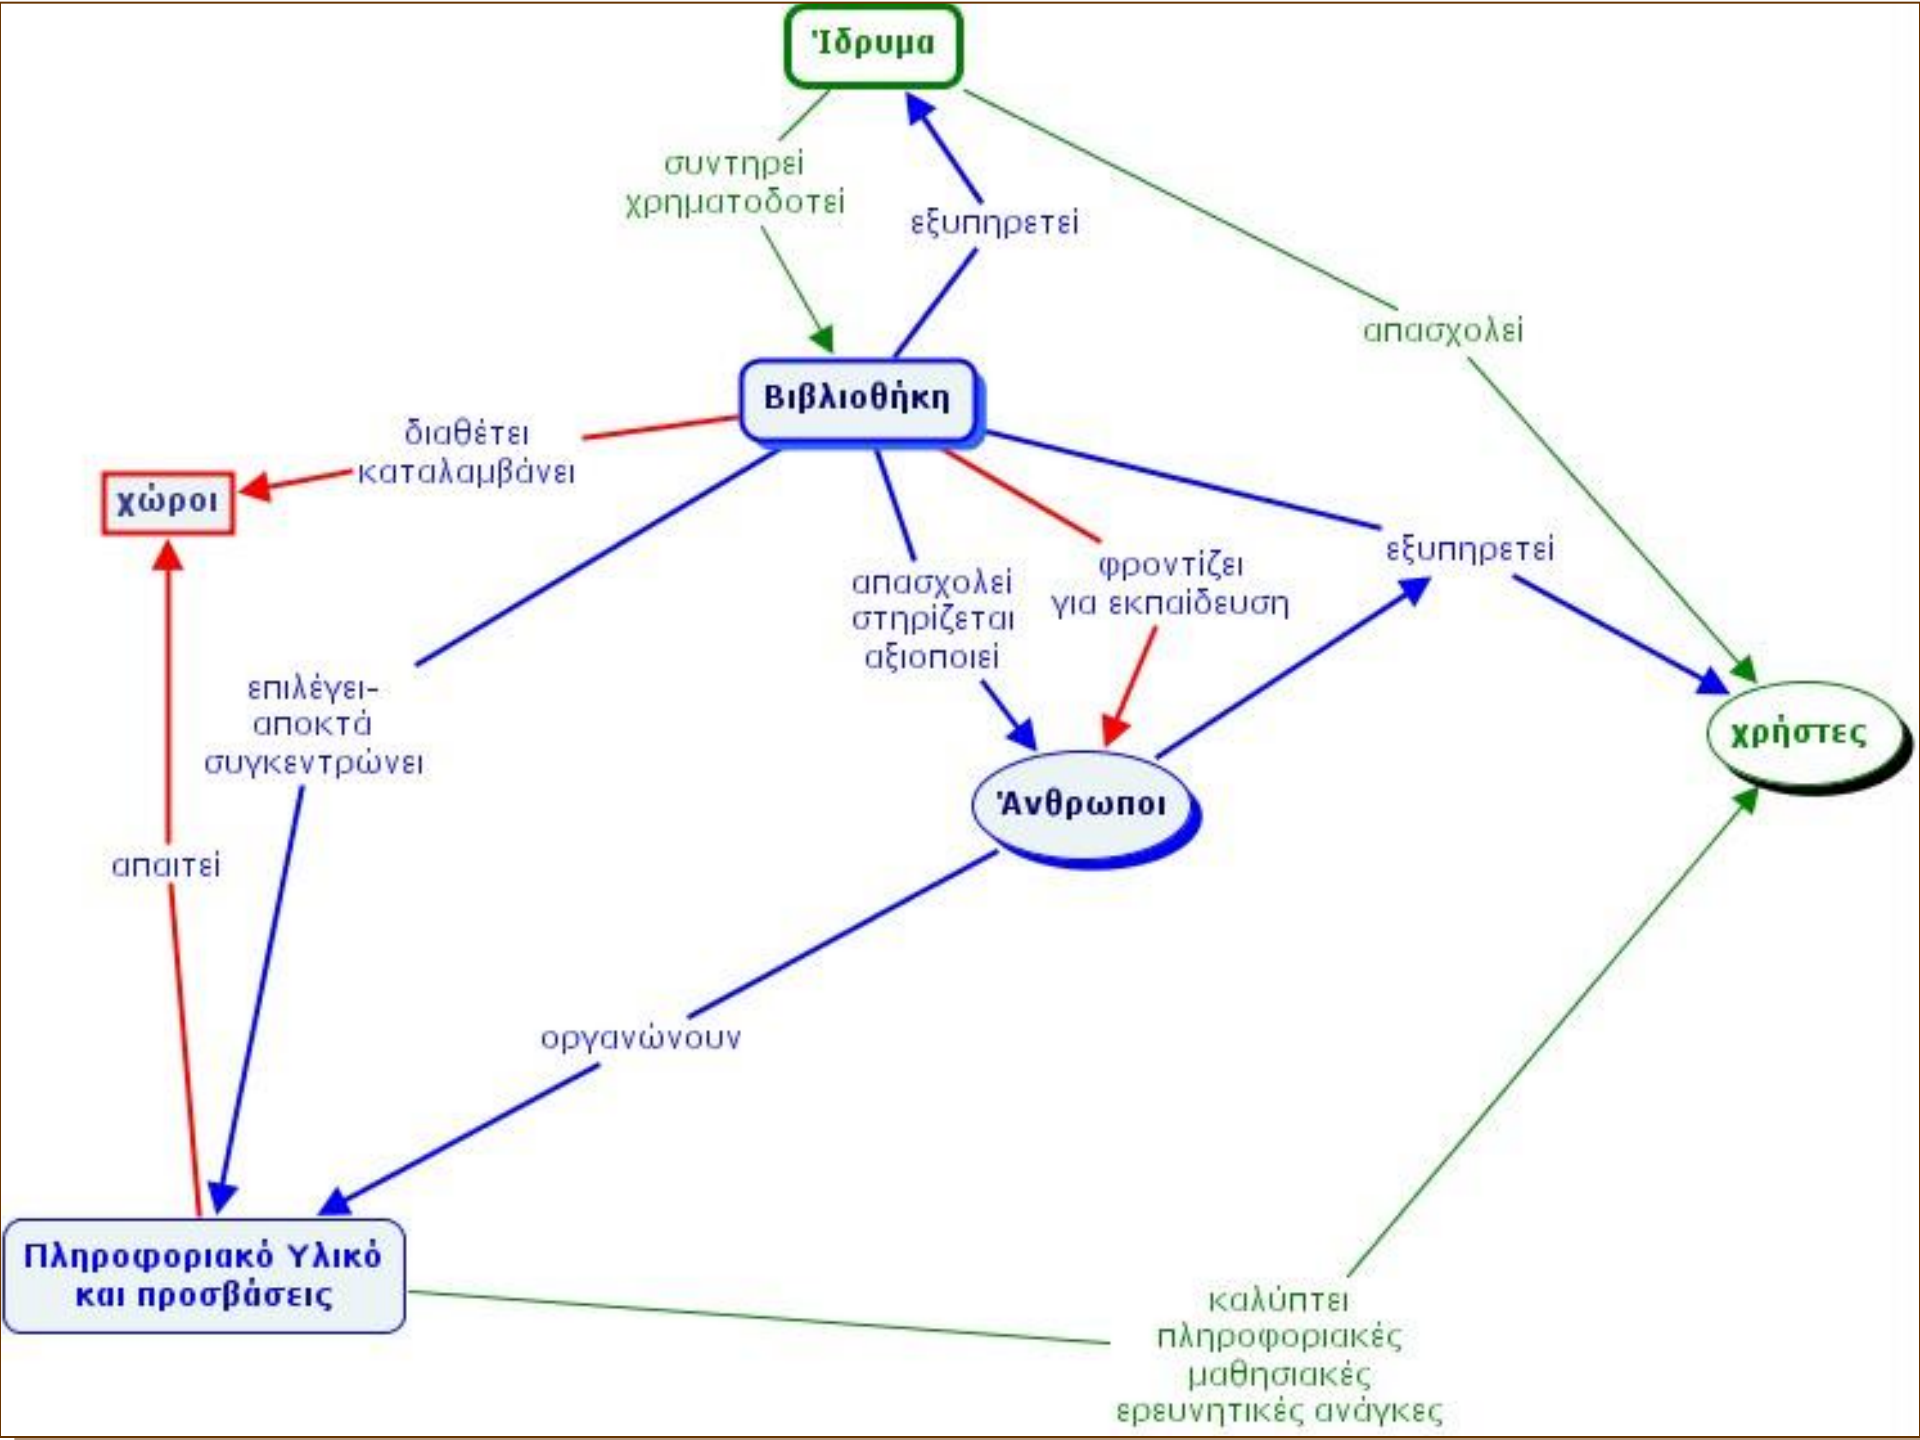 Ίδρυμα
συντηρεί
χρηματοδοτεί
εξυπηρετεί
απασχολεί
Βιβλιοθήκη
διαθέτει
καταλαμβάνει
χώροι
εξυπηρετεί
φροντίζει
για εκπαίδευση
απασχολεί
στηρίζεται
αξιοποιεί
επιλέγει-
αποκτά
συγκεντρώνει
χρήστες
Άνθρωποι
απαιτεί
οργανώνουν
Πληροφοριακό Υλικό
και προσβάσεις
καλύπτει
πληροφοριακές
μαθησιακές
ερευνητικές ανάγκες